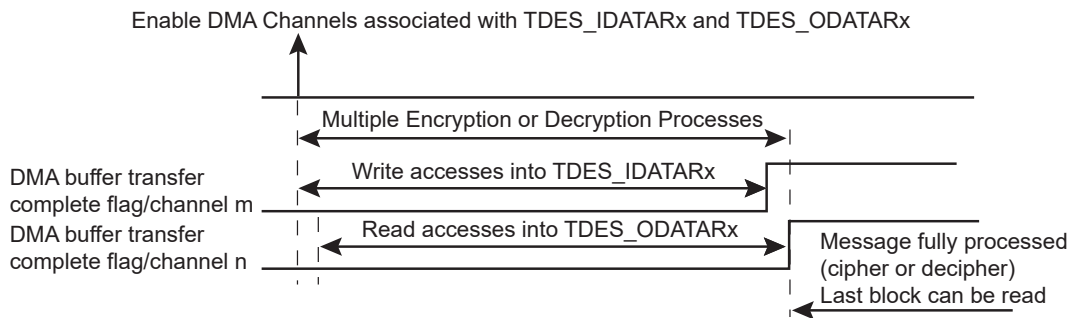 Enable DMA Channels associated with TDES_IDATARx and TDES_ODATARx
Multiple Encryption or Decryption Processes
Write accesses into TDES_IDATARx
DMA buffer transfer
complete flag/channel m
Read accesses into TDES_ODATARx
DMA buffer transfer
complete flag/channel n
Message fully processed
(cipher or decipher)
Last block can be read